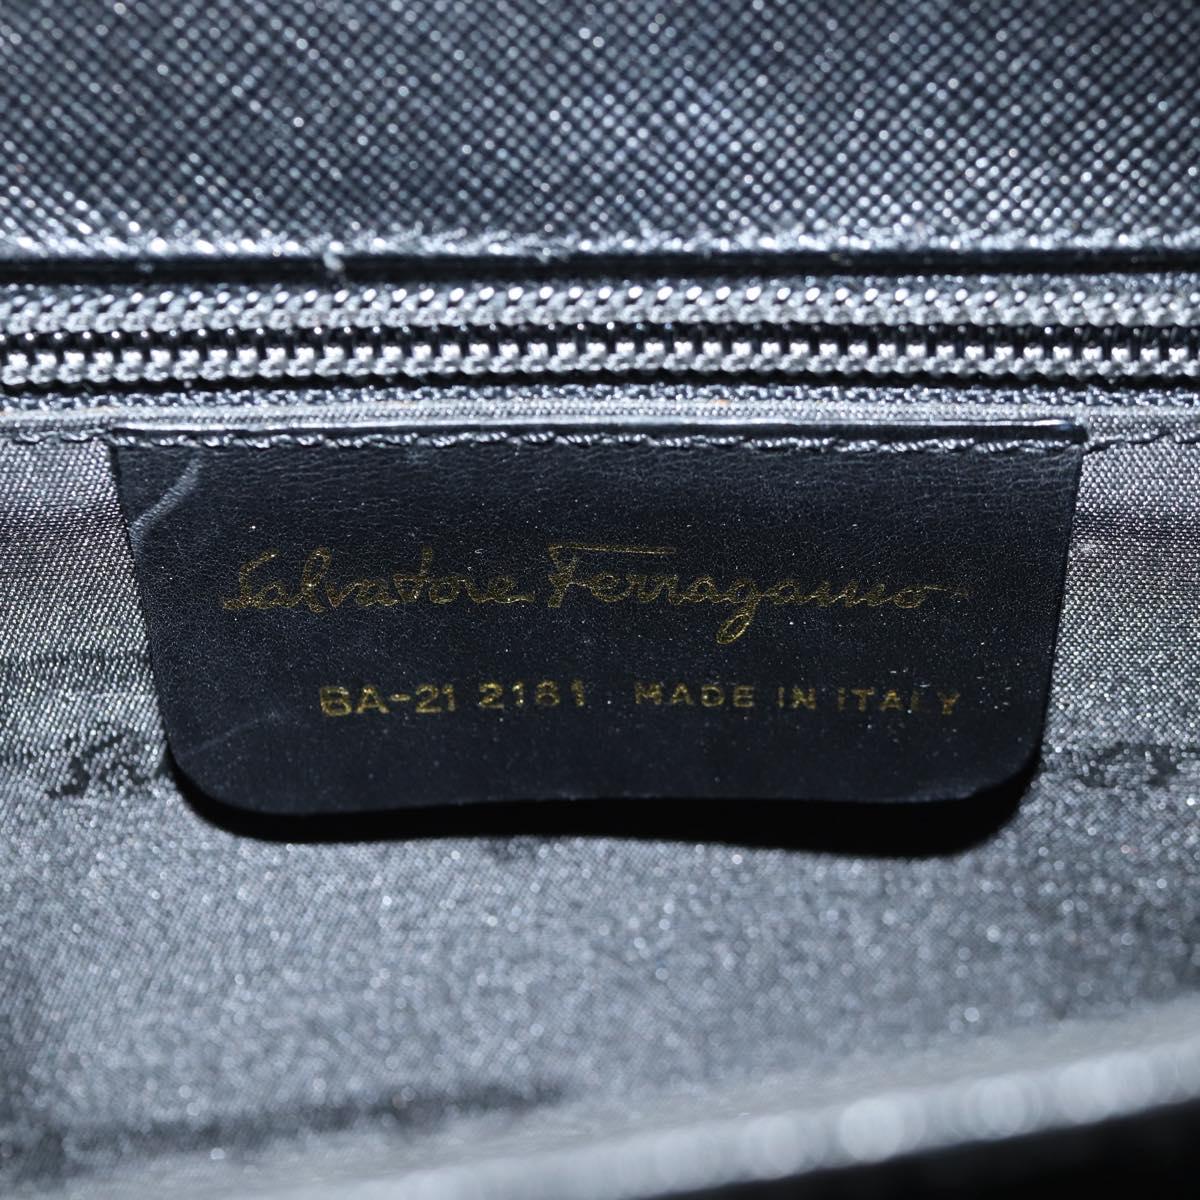 Salvatore Ferragamo
BA-21 2181 MADE IN ITALY